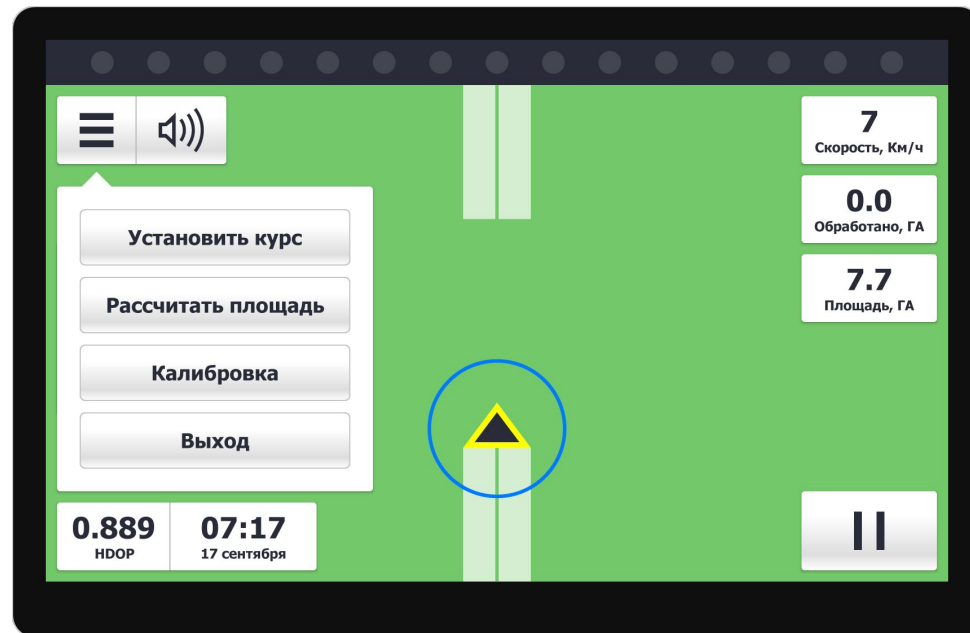 7
Скорость, Км/ч
0.0
Обработано, ГА
7.7
Площадь, ГА
Установить курс
Рассчитать площадь
Калибровка
Выход
0.889
HDOP
07:17
17 сентября